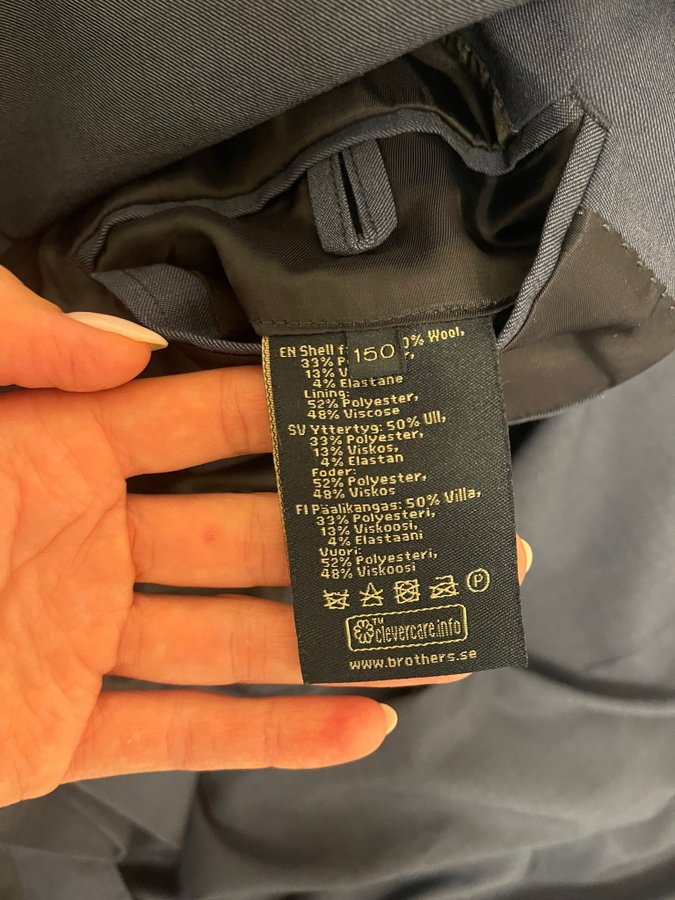 EN Shell 0% Wool,
33% P
13% V
4% Elastane
Lining:
52% Polyester,
48% Viscose
SV Yttertyg: 50% Ull,
33% Polyester,
13% Viskos,
4% Elastan
Foder:
52% Polyester,
48% Viskos
FI Päälikangas: 50% Villa,
33% Polyesteri,
13% Viskoosi,
4% Elastaani
Vuori:
52% Polyesteri,
48% Viskoosi
P
TM
clevercare.info
www.brothers.se
150